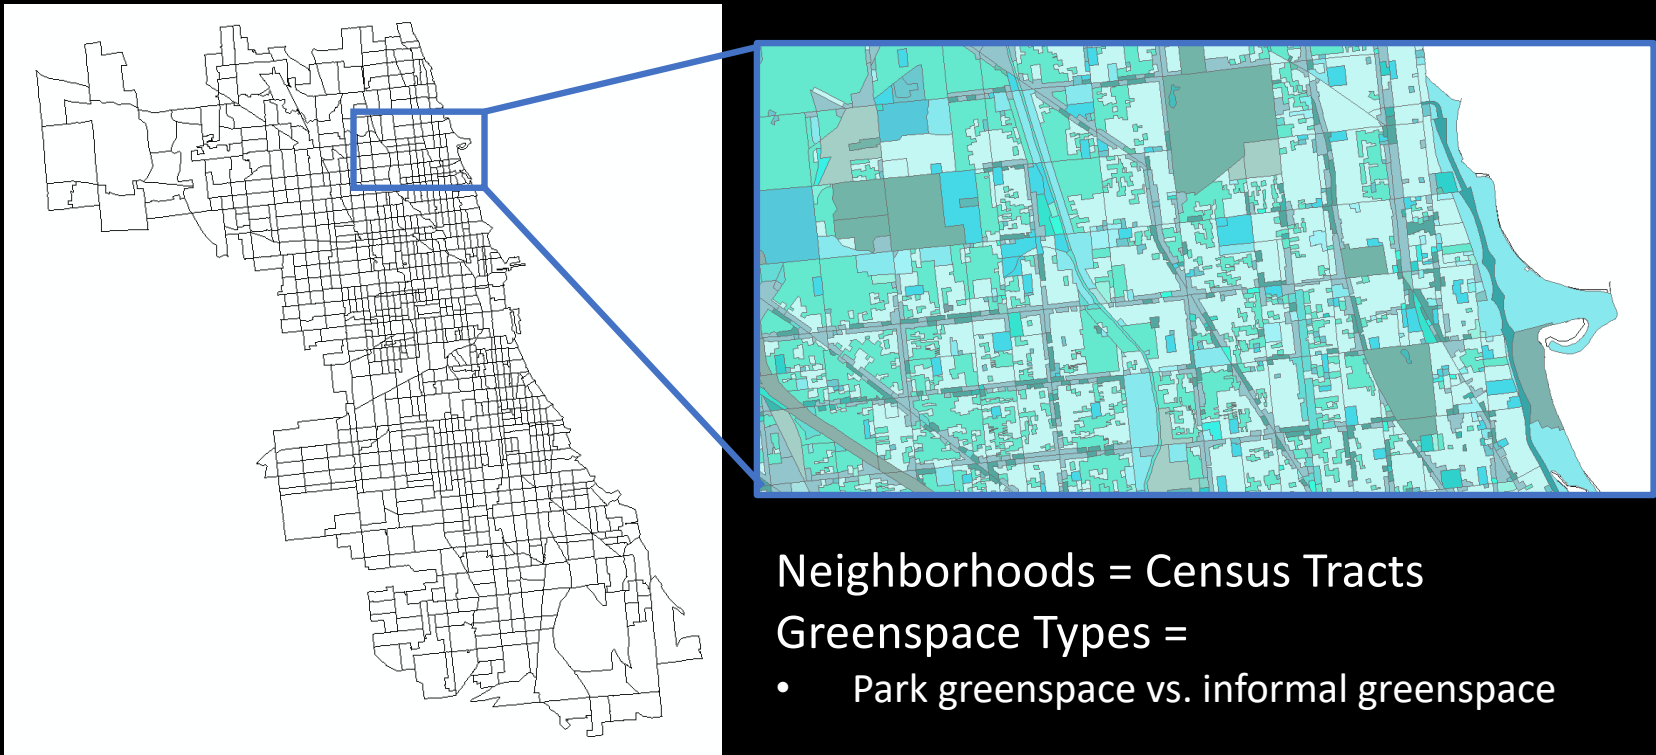 Neighborhoods = Census Tracts
Greenspace Types =
• Park greenspace vs. informal greenspace